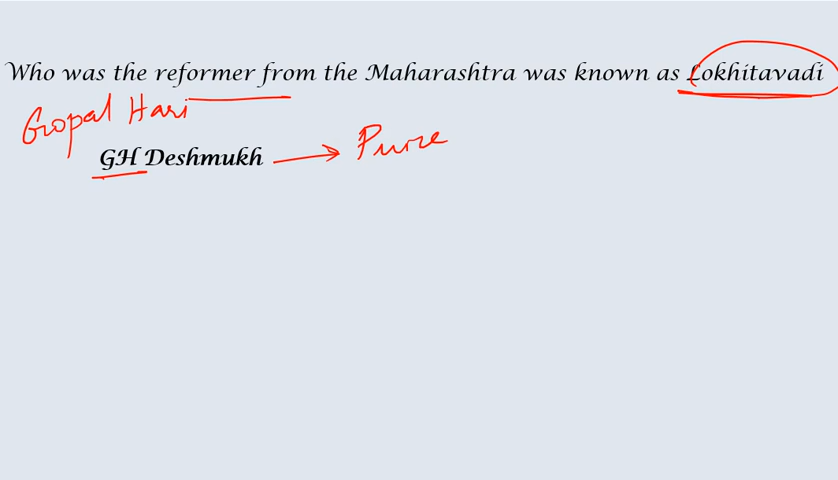 Who was the reformer from the Maharashtra was known as Lokhitavadi
Gopal Hari
GH Deshmukh → Pune